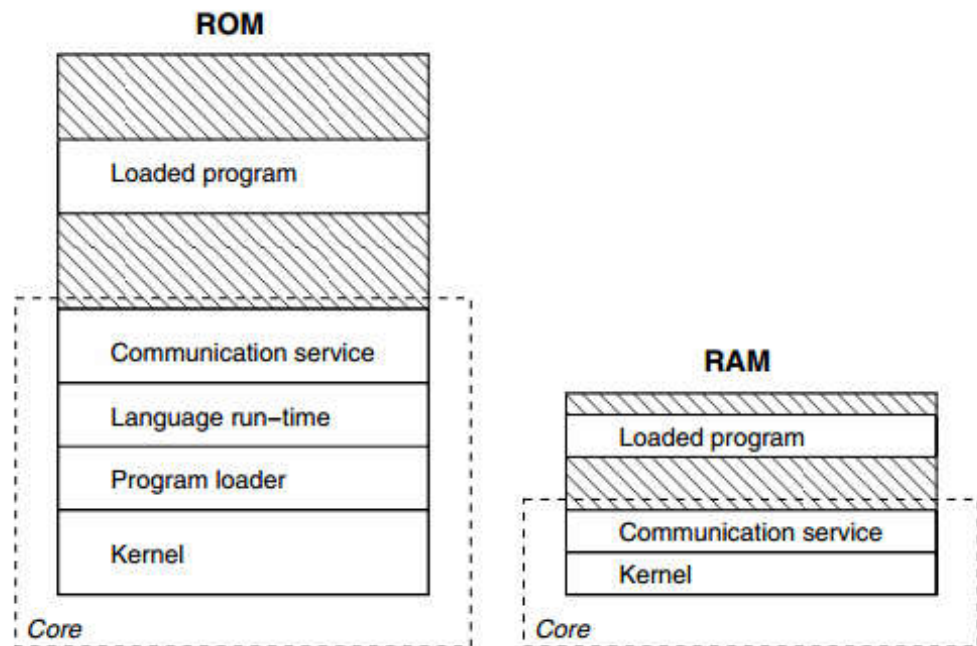 ROM
Loaded program
Communication service
Language run-time
Program loader
Kernel
Core
RAM
Loaded program
Communication service
Kernel
Core